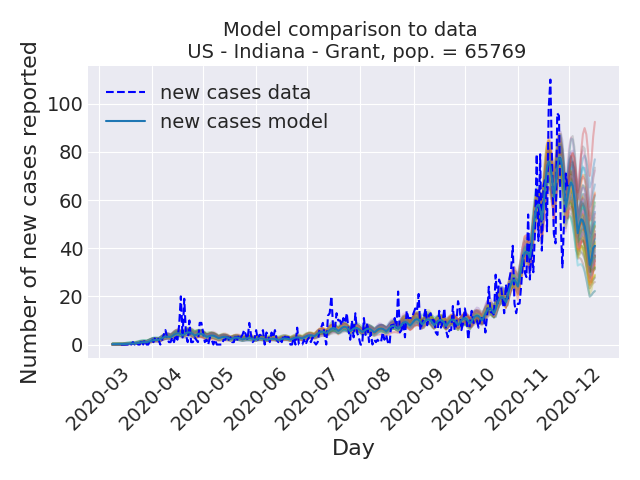 Model comparison to data
US - Indiana - Grant, pop. = 65769
new cases data
new cases model
Number of new cases reported
100
80
60
40
20
0
2020-03
2020-04
2020-05
2020-06
2020-07
2020-08
2020-09
2020-10
2020-11
2020-12
Day